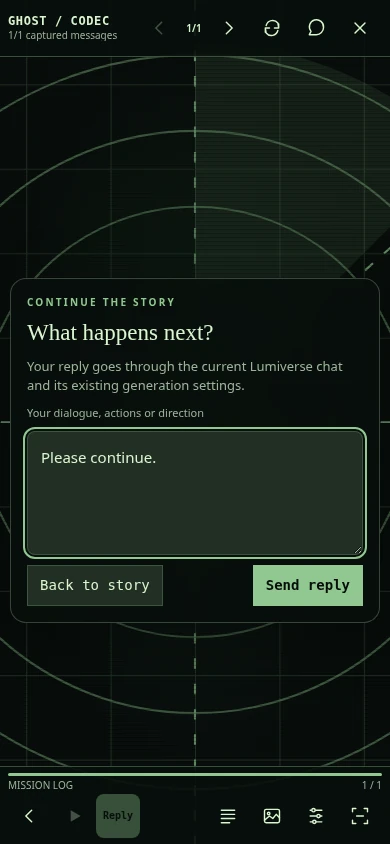 GHOST / CODEC
1/1 captured messages
1/1
CONTINUE THE STORY
What happens next?
Your reply goes through the current Lumiverse chat
and its existing generation settings.
Your dialogue, actions or direction
Please continue.
Back to story
Send reply
MISSION LOG
1 / 1
Reply